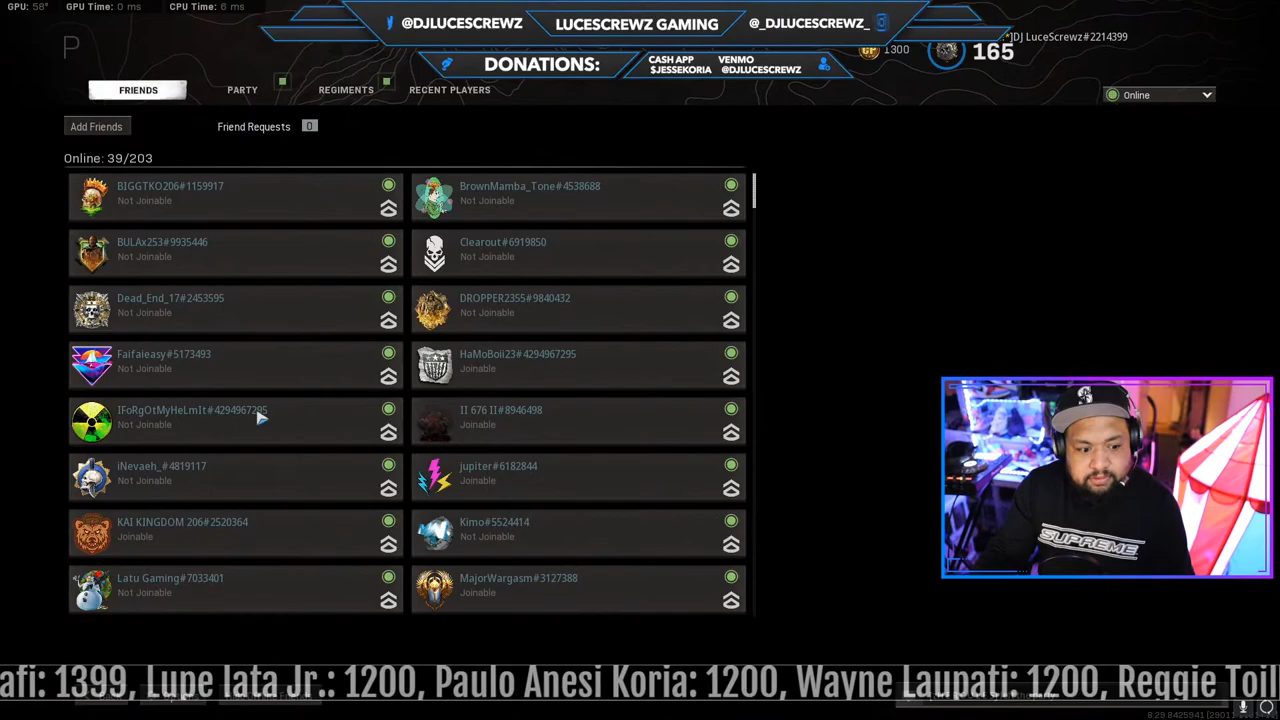 GPU: 58° GPU Time: 0 ms CPU Time: 6 ms
@DJLUCESCREWZ LUCESCREWZ GAMING @_DJLUCESCREWZ_
DONATIONS: CASH APP $JESSEKORIA VENMO @DJLUCESCREWZ
*]DJ LuceScrewz#2214399
1300 165
P
FRIENDS PARTY REGIMENTS RECENT PLAYERS
Online
Add Friends Friend Requests 0
Online: 39/203
BIGGTKO206#1159917
Not Joinable
BrownMamba_Tone#4538688
Not Joinable
BULAx253#9935446
Not Joinable
Clearout#6919850
Not Joinable
Dead_End_17#2453595
Not Joinable
DROPPER2355#9840432
Not Joinable
Faifaieasy#5173493
Not Joinable
HaMoBoii23#4294967295
Joinable
IFoRgOtMyHeLmIt#4294967295
Not Joinable
II 676 II#8946498
Joinable
iNevaeh_#4819117
Not Joinable
jupiter#6182844
Joinable
KAI KINGDOM 206#2520364
Joinable
Kimo#5524414
Not Joinable
Latu Gaming#7033401
Not Joinable
MajorWargasm#3127388
Joinable
SUPREME
afi: 1399, Lupe Iata Jr.: 1200, Paulo Anesi Koria: 1200, Wayne Laupati: 1200, Reggie Toil